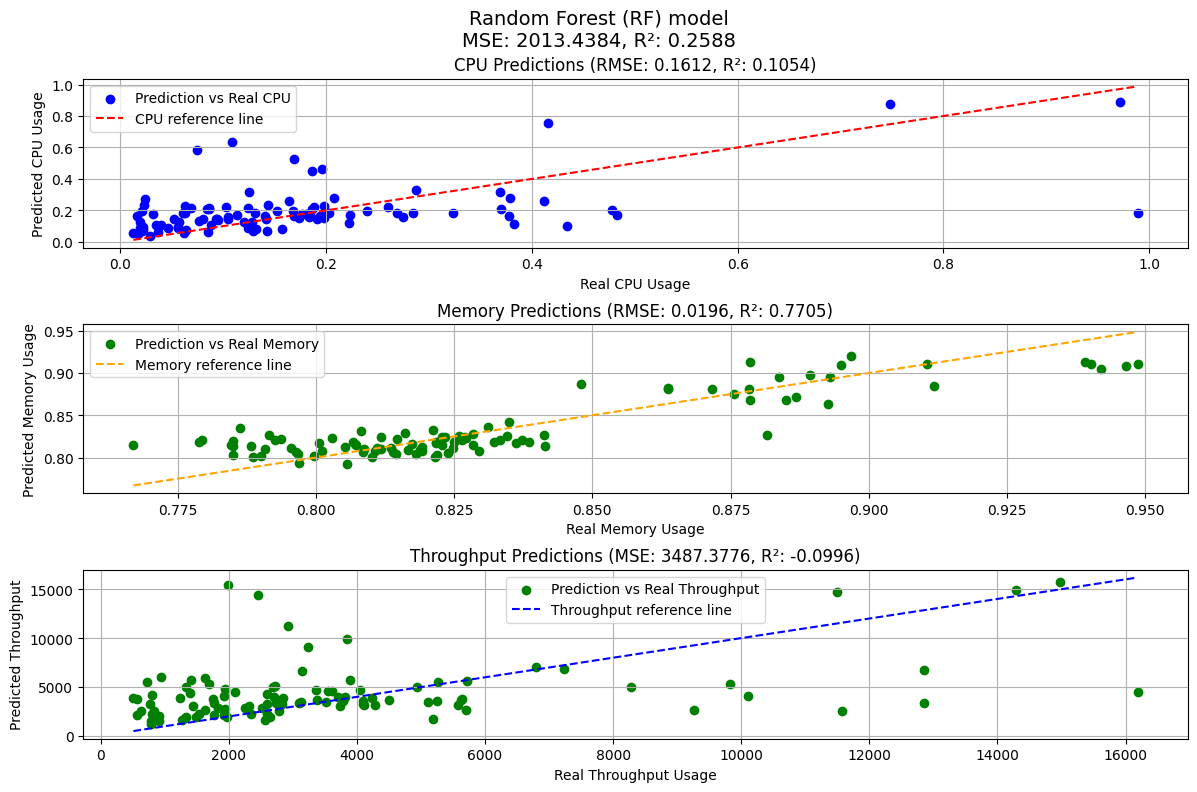 Random Forest (RF) model
MSE: 2013.4384, R²: 0.2588
CPU Predictions (RMSE: 0.1612, R²: 0.1054)
Predicted CPU Usage
1.0
0.8
0.6
0.4
0.2
0.0
Prediction vs Real CPU
CPU reference line
0.0 0.2 0.4 0.6 0.8 1.0
Real CPU Usage
Memory Predictions (RMSE: 0.0196, R²: 0.7705)
Predicted Memory Usage
0.95
0.90
0.85
0.80
Prediction vs Real Memory
Memory reference line
0.775 0.800 0.825 0.850 0.875 0.900 0.925 0.950
Real Memory Usage
Throughput Predictions (MSE: 3487.3776, R²: -0.0996)
Predicted Throughput
15000
10000
5000
0
Prediction vs Real Throughput
Throughput reference line
0 2000 4000 6000 8000 10000 12000 14000 16000
Real Throughput Usage